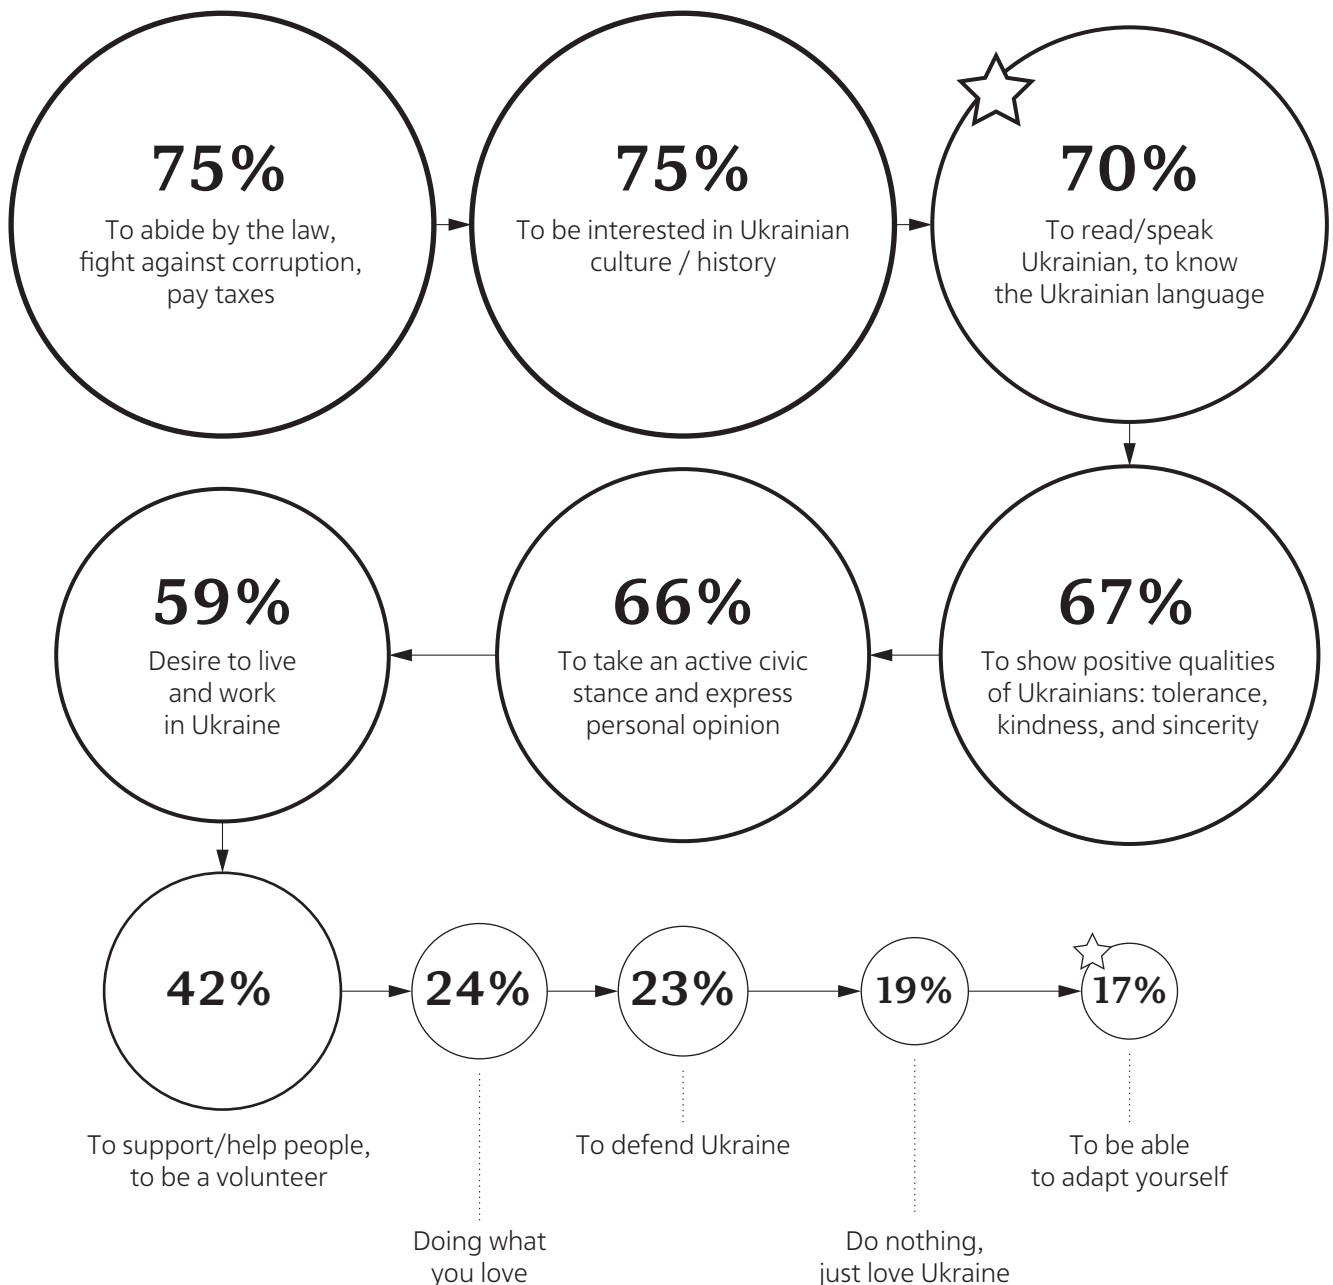 75%
To abide by the law,
fight against corruption,
pay taxes
75%
To be interested in Ukrainian
culture / history
70%
To read/speak
Ukrainian, to know
the Ukrainian language
67%
To show positive qualities
of Ukrainians: tolerance,
kindness, and sincerity
66%
To take an active civic
stance and express
personal opinion
59%
Desire to live
and work
in Ukraine
42%
To support/help people,
to be a volunteer
24%
Doing what
you love
23%
To defend Ukraine
19%
Do nothing,
just love Ukraine
17%
To be able
to adapt yourself